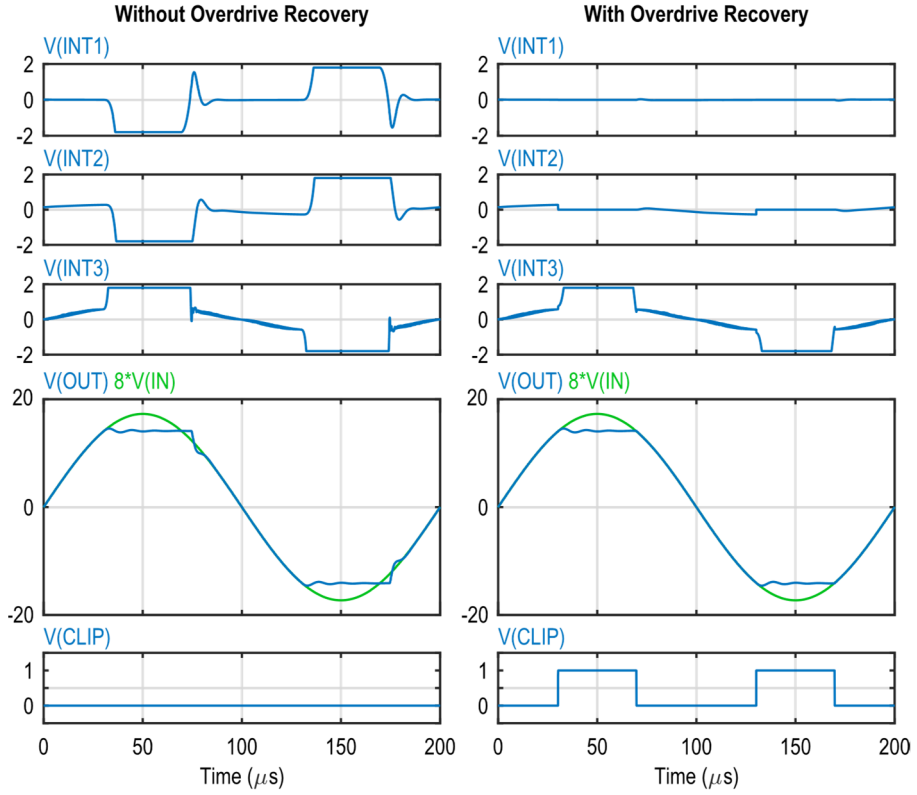 Without Overdrive Recovery
V(INT1)
2
0
-2
V(INT2)
2
0
-2
V(INT3)
2
0
-2
V(OUT) 8*V(IN)
20
0
-20
V(CLIP)
1
0
0 50 100 150 200
Time (μs)
With Overdrive Recovery
V(INT1)
2
0
-2
V(INT2)
2
0
-2
V(INT3)
2
0
-2
V(OUT) 8*V(IN)
20
0
-20
V(CLIP)
1
0
0 50 100 150 200
Time (μs)